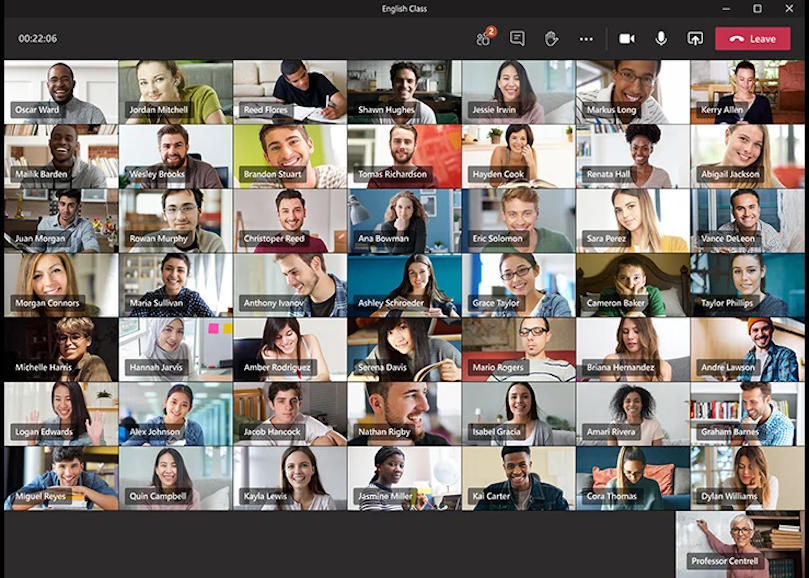 English Class
00:22:06
2
Leave
Oscar Ward
Jordan Mitchell
Reed Flores
Shawn Hughes
Jessie Irwin
Markus Long
Kerry Allen
Mailik Barden
Wesley Brooks
Brandon Stuart
Tomas Richardson
Hayden Cook
Renata Hall
Abigail Jackson
Juan Morgan
Rowan Murphy
Christoper Reed
Ana Bowman
Eric Solomon
Sara Perez
Vance DeLeon
Morgan Connors
Maria Sullivan
Anthony Ivanov
Ashley Schroeder
Grace Taylor
Cameron Baker
Taylor Phillips
Michelle Harris
Hannah Jarvis
Amber Rodriguez
Serena Davis
Mario Rogers
Briana Hernandez
Andre Lawson
Logan Edwards
Alex Johnson
Jacob Hancock
Nathan Rigby
Isabel Gracia
Amari Rivera
Graham Barnes
Miguel Reyes
Quin Campbell
Kayla Lewis
Jasmine Miller
Kai Carter
Cora Thomas
Dylan Williams
Professor Centrell